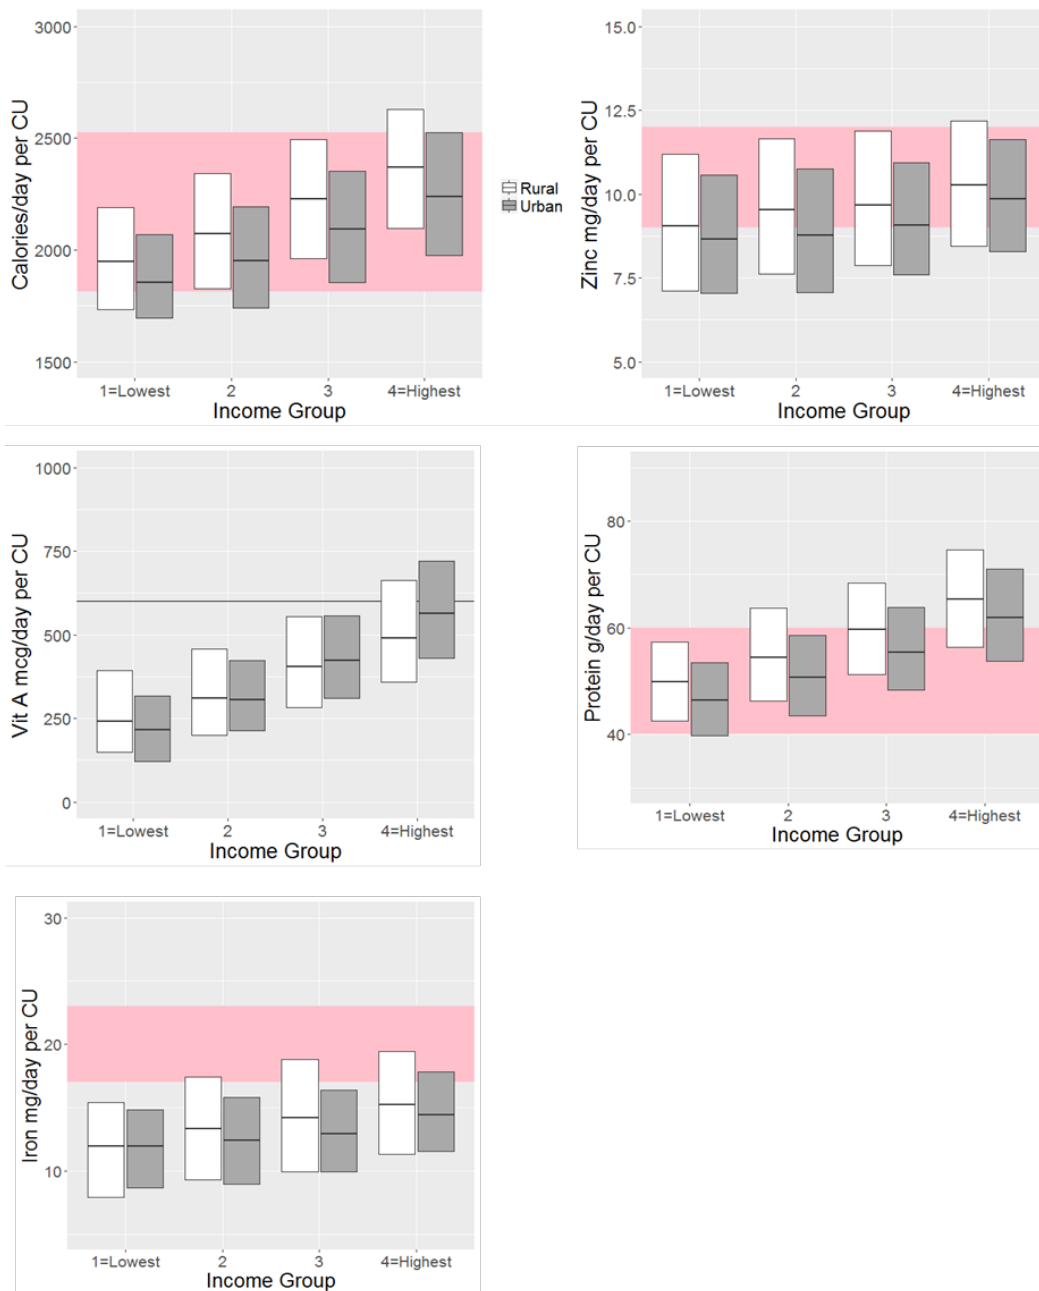 Calories/day per CU
3000
2500
2000
1500
1=Lowest 2 3 4=Highest
Income Group
Rural
Urban
Zinc mg/day per CU
15.0
12.5
10.0
7.5
5.0
1=Lowest 2 3 4=Highest
Income Group
Vit A mcg/day per CU
1000
750
500
250
0
1=Lowest 2 3 4=Highest
Income Group
Protein g/day per CU
80
60
40
1=Lowest 2 3 4=Highest
Income Group
Iron mg/day per CU
30
20
10
1=Lowest 2 3 4=Highest
Income Group